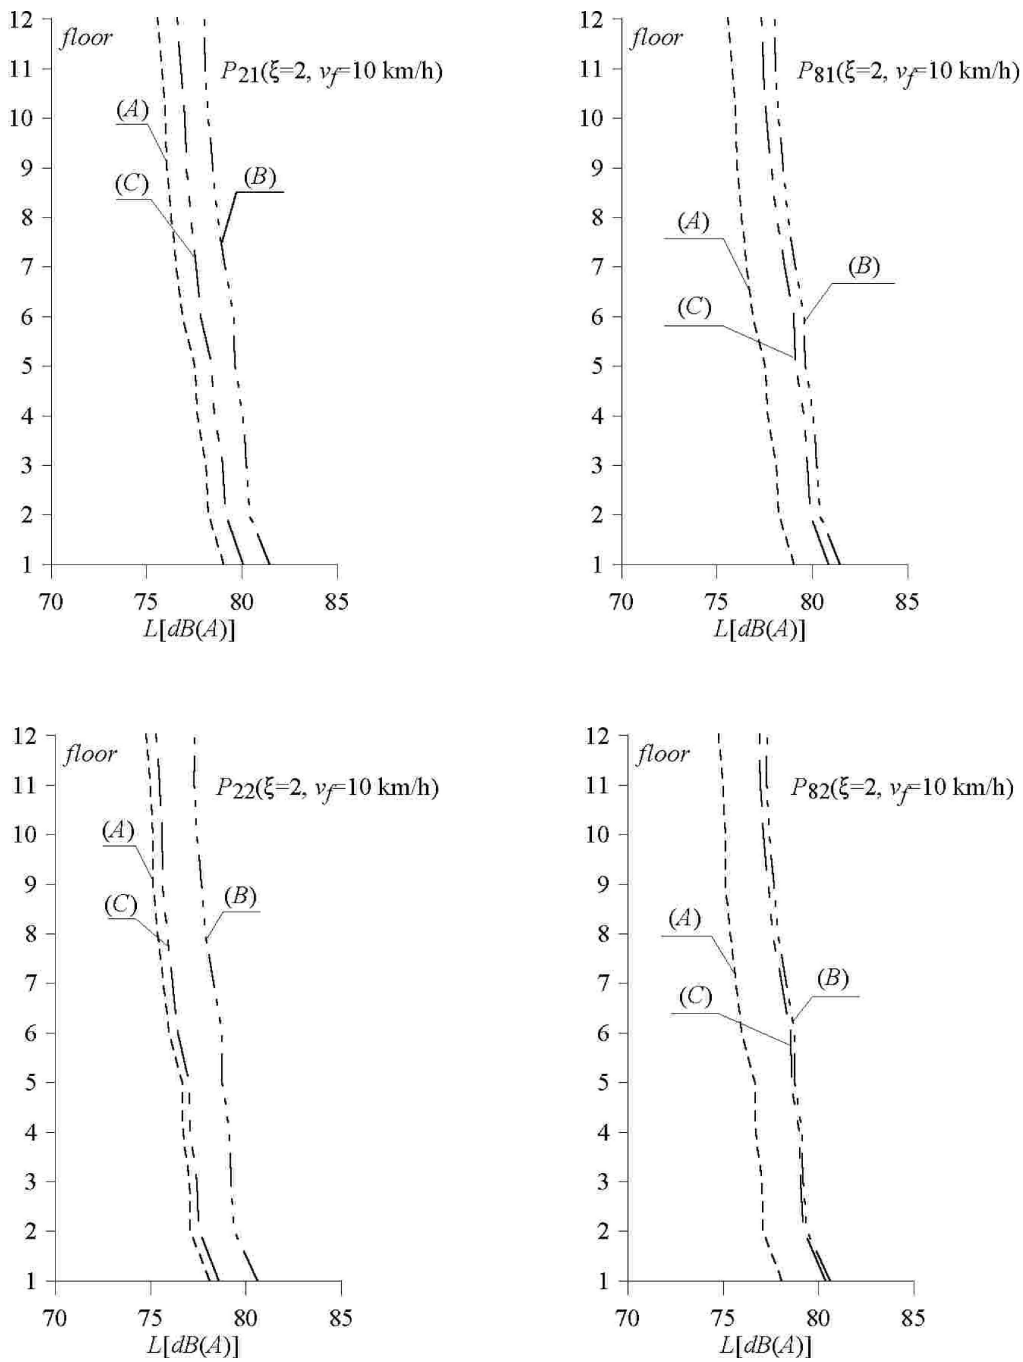 12
floor
11
P21(ξ=2, vf=10 km/h)
10
(A)
9
(C)
(B)
8
7
6
5
4
3
2
1
70 75 80 85
L[dB(A)]
12
floor
11
P81(ξ=2, vf=10 km/h)
10
9
8
(A)
7
(B)
(C)
6
5
4
3
2
1
70 75 80 85
L[dB(A)]
12
floor
11
P22(ξ=2, vf=10 km/h)
10
(A)
9
(C)
(B)
8
7
6
5
4
3
2
1
70 75 80 85
L[dB(A)]
12
floor
11
P82(ξ=2, vf=10 km/h)
10
9
8
(A)
7
(C)
(B)
6
5
4
3
2
1
70 75 80 85
L[dB(A)]